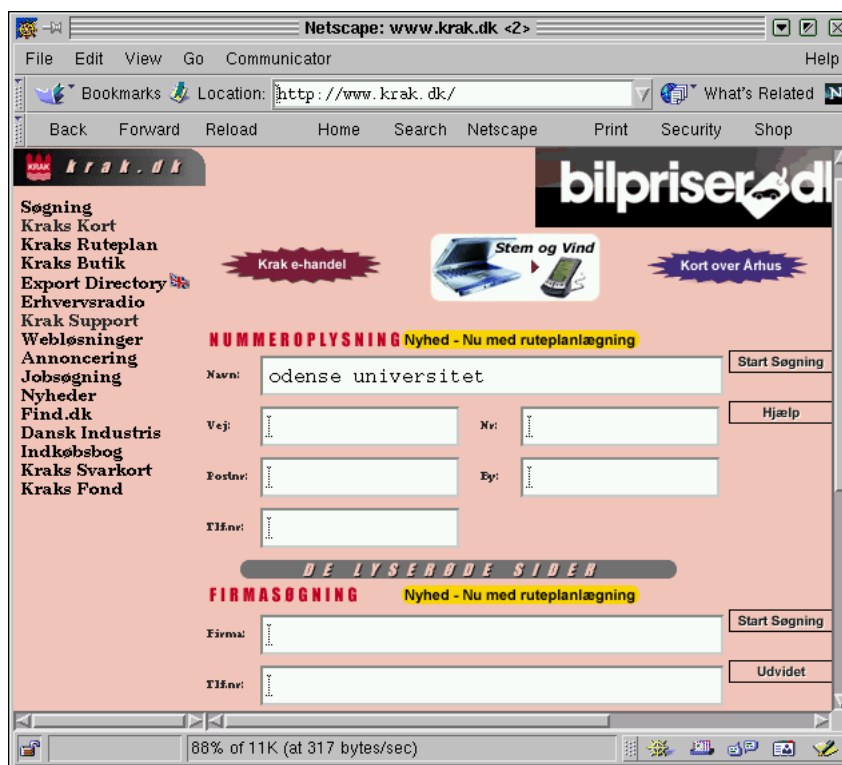 Netscape: www.krak.dk <2>
File Edit View Go Communicator Help
Bookmarks Location: http://www.krak.dk/ What's Related N
Back Forward Reload Home Search Netscape Print Security Shop
KRAK krak.dk
bilpriser.dk
Søgning
Kraks Kort
Kraks Ruteplan
Kraks Butik
Export Directory
Erhvervsradio
Krak Support
Webløsninger
Annoncering
Jobsøgning
Nyheder
Find.dk
Dansk Industris
Indkøbsbog
Kraks Svarkort
Kraks Fond
Krak e-handel
Stem og Vind
Kort over Århus
NUMMEROPLYSNING Nyhed - Nu med ruteplanlægning
Navn: odense universitet Start Søgning
Vej: Nr: Hjælp
Postnr: By:
Tlf.nr:
DE LYSERØDE SIDER
FIRMASØGNING Nyhed - Nu med ruteplanlægning
Firma: Start Søgning
Tlf.nr: Udvidet
88% of 11K (at 317 bytes/sec)